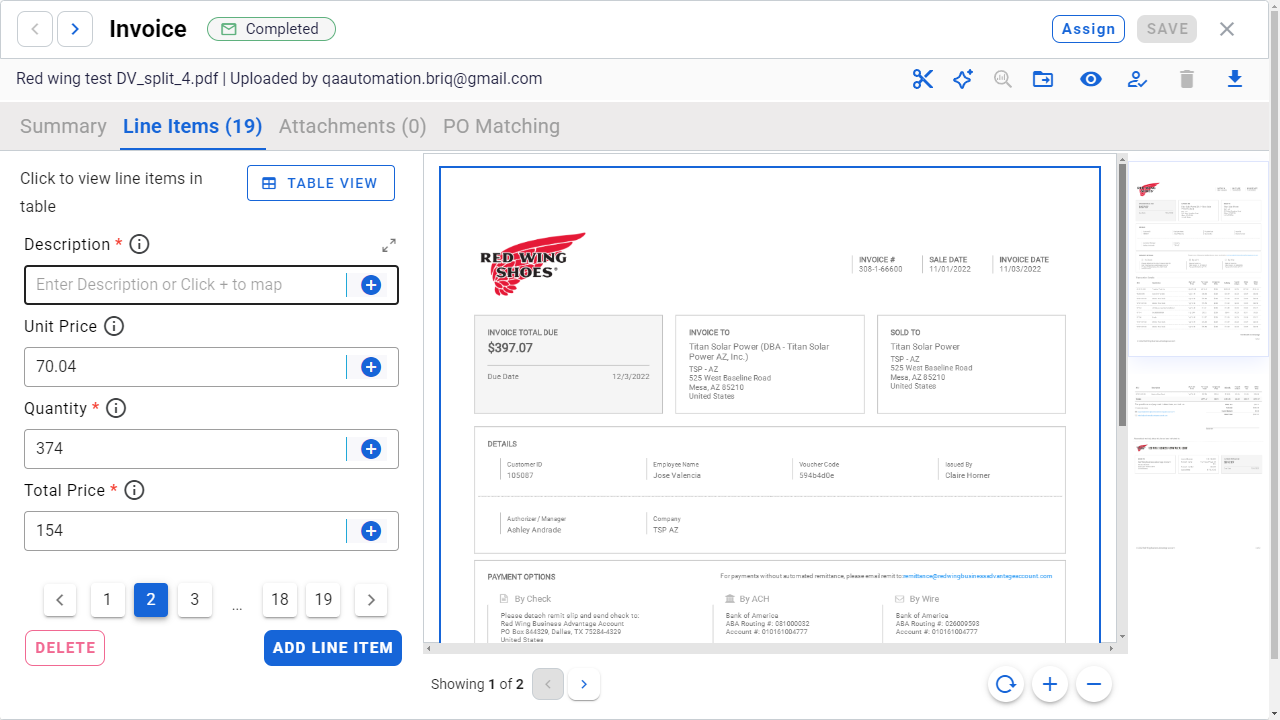 Invoice
Completed
Assign
SAVE
Red wing test DV_split_4.pdf | Uploaded by qaautomation.briq@gmail.com
Summary
Line Items (19)
Attachments (0)
PO Matching
Click to view line items in
table
TABLE VIEW
Description *
Enter Description or Click + to map
Unit Price
70.04
Quantity *
374
Total Price *
154
1
2
3
...
18
19
DELETE
ADD LINE ITEM
RED WING
SHOES
INVOICE #
SALE DATE
11/01/2022
INVOICE DATE
11/03/2022
INVOICE TOTAL DUE
$397.07
Due Date 12/3/2022
INVOICE TO
Titan Solar Power (DBA - Titan Solar
Power AZ, Inc.)
TSP - AZ
525 West Baseline Road
Mesa, AZ 85210
United States
SOLD TO
Titan Solar Power
TSP - AZ
525 West Baseline Road
Mesa, AZ 85210
United States
DETAILS
Customer ID
105087
Employee Name
Jose Valencia
Voucher Code
594b4d0e
Issued By
Claire Horner
Authorizer / Manager
Ashley Andrade
Company
TSP AZ
PAYMENT OPTIONS
For payments without automated remittance, please email remit to: remittance@redwingbusinessadvantageaccount.com
By Check
Please detach remit slip and send check to:
Red Wing Business Advantage Account
PO Box 844329, Dallas, TX 75284-4329
United States
By ACH
Bank of America
ABA Routing #: 081000032
Account #: 010161004777
By Wire
Bank of America
ABA Routing #: 026009593
Account #: 010161004777
Showing 1 of 2